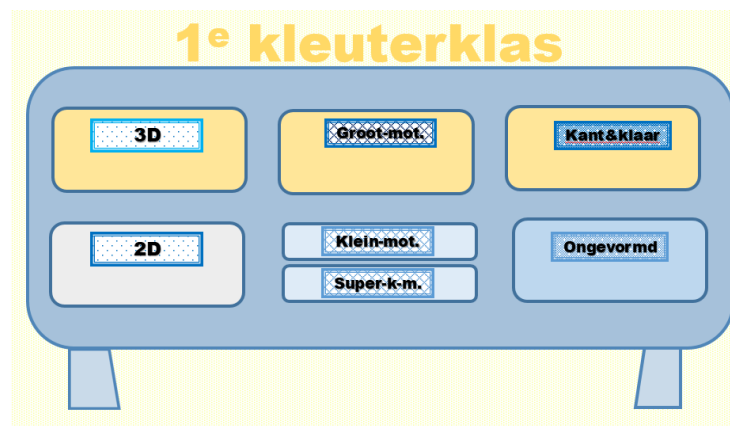 1e kleuterklas
3D
Groot-mot.
Kant&klaar
2D
Klein-mot.
Super-k-m.
Ongevormd